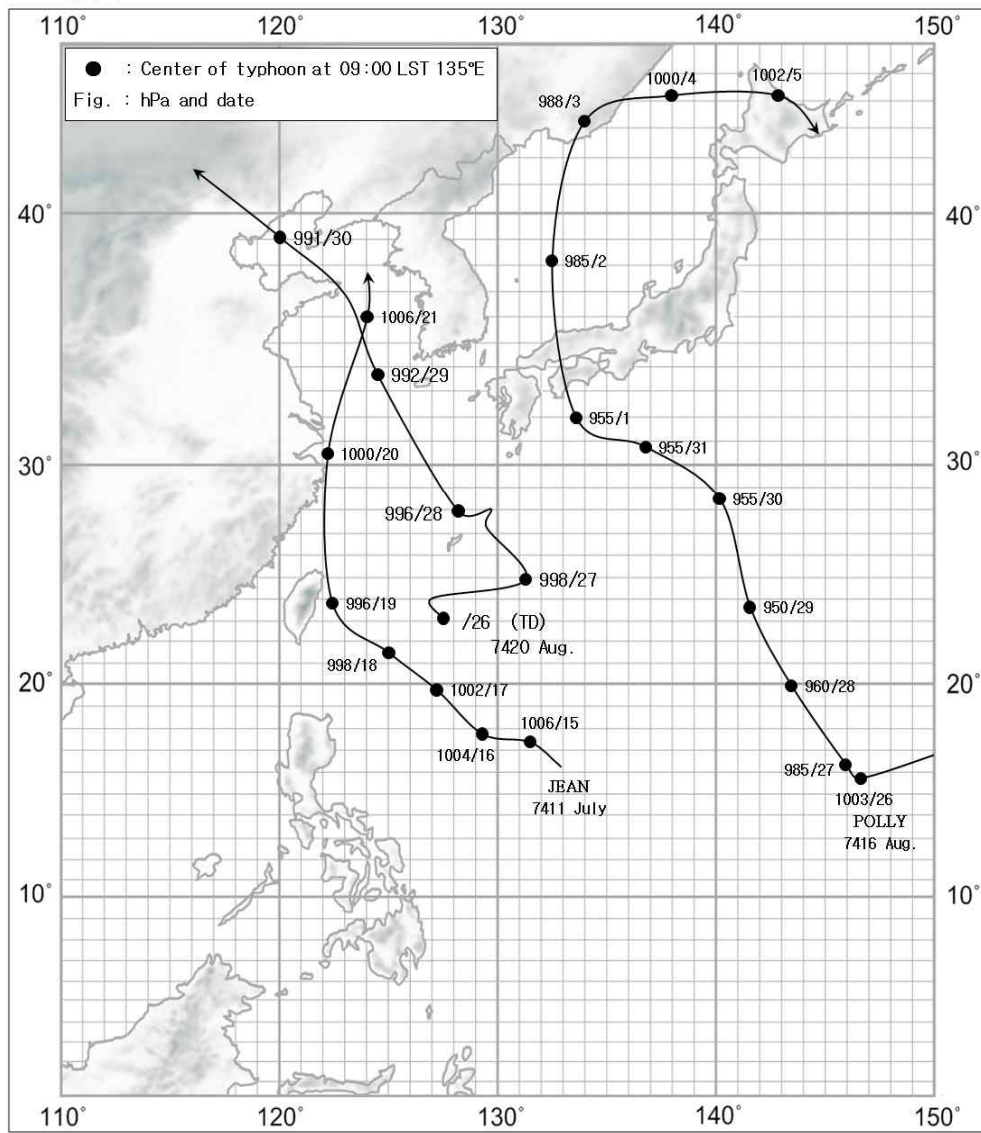 110° 120° 130° 140° 150°
● : Center of typhoon at 09:00 LST 135°E
Fig. : hPa and date
1000/4
1002/5
988/3
40° 40°
991/30
985/2
1006/21
992/29
955/1
1000/20
955/31
30° 30°
955/30
996/28
998/27
996/19
950/29
/26 (TD)
7420 Aug.
998/18
20° 20°
1002/17
960/28
1006/15
1004/16
985/27
JEAN
7411 July
1003/26
POLLY
7416 Aug.
10° 10°
110° 120° 130° 140° 150°